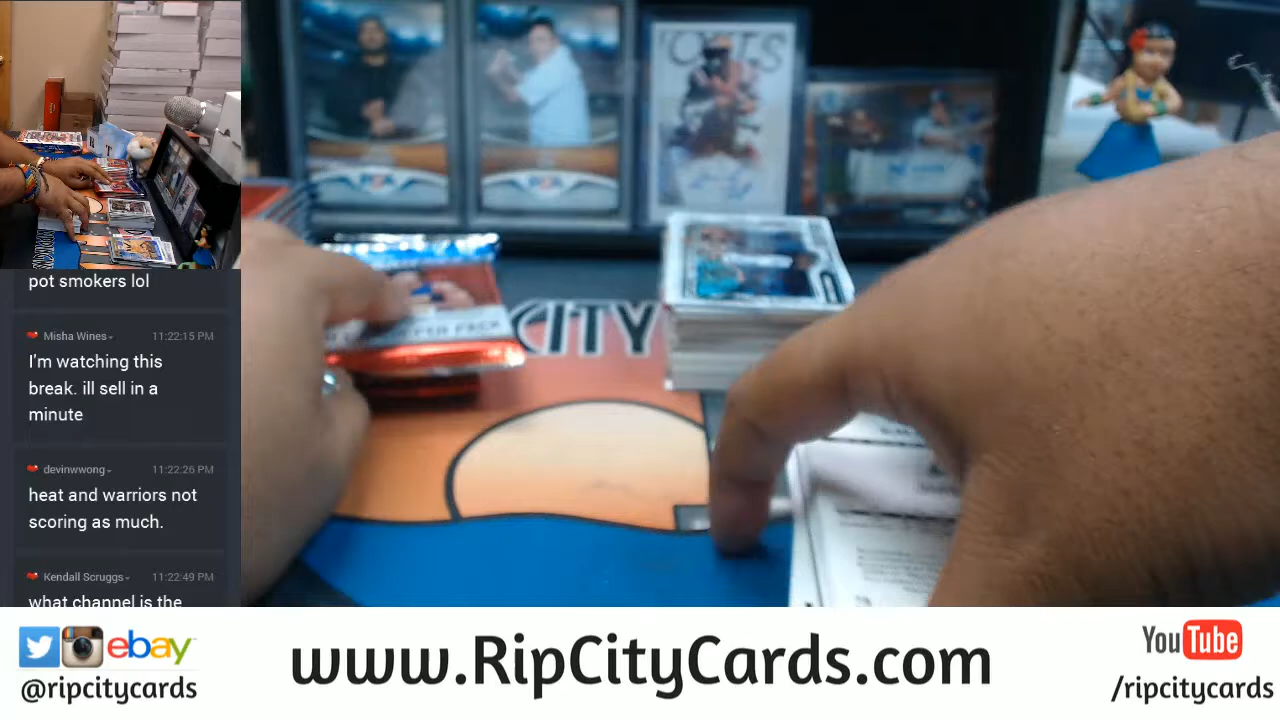 pot smokers lol
Misha Wines
11:22:15 PM
I'm watching this
break. ill sell in a
minute
devinwwong
11:22:26 PM
heat and warriors not
scoring as much.
Kendall Scruggs
11:22:49 PM
what channel is the
CITY
PER PACK
ebay
@ripcitycards
www.RipCityCards.com
YouTube
/ripcitycards